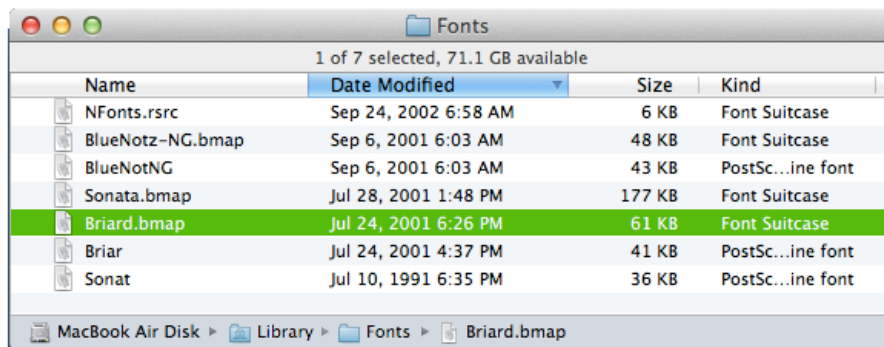 Fonts
1 of 7 selected, 71.1 GB available
Name Date Modified Size Kind
NFonts.rsrc Sep 24, 2002 6:58 AM 6 KB Font Suitcase
BlueNotz-NG.bmap Sep 6, 2001 6:03 AM 48 KB Font Suitcase
BlueNotNG Sep 6, 2001 6:03 AM 43 KB PostSc...ine font
Sonata.bmap Jul 28, 2001 1:48 PM 177 KB Font Suitcase
Briard.bmap Jul 24, 2001 6:26 PM 61 KB Font Suitcase
Briar Jul 24, 2001 4:37 PM 41 KB PostSc...ine font
Sonat Jul 10, 1991 6:35 PM 36 KB PostSc...ine font
MacBook Air Disk ▸ Library ▸ Fonts ▸ Briard.bmap